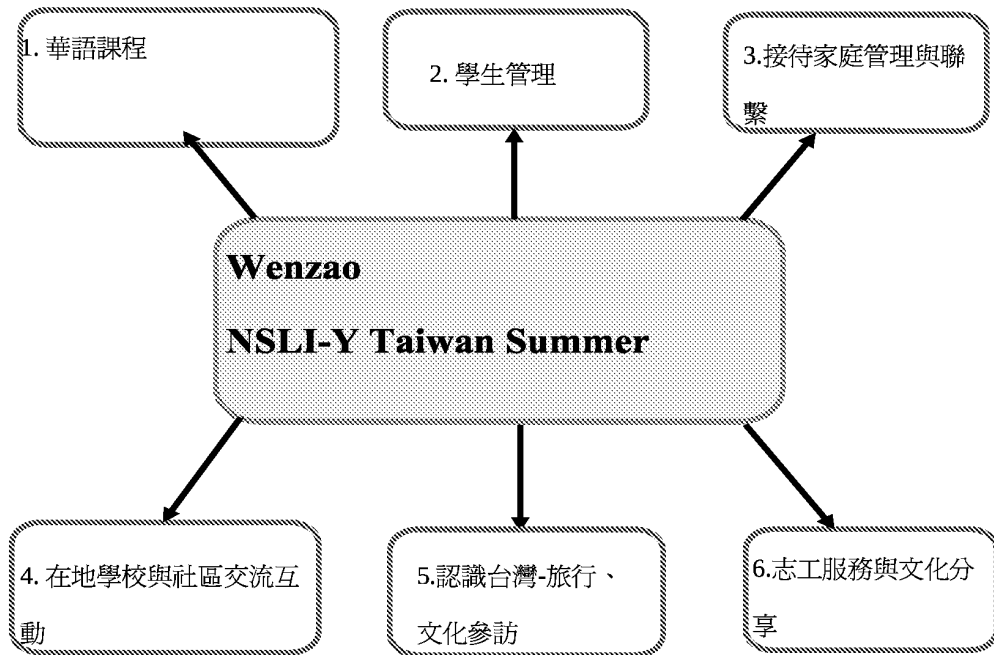 1. 華語課程
2. 學生管理
3.接待家庭管理與聯
繫
Wenzao
NSLI-Y Taiwan Summer
4. 在地學校與社區交流互
動
5.認識台灣-旅行、
文化參訪
6.志工服務與文化分
享